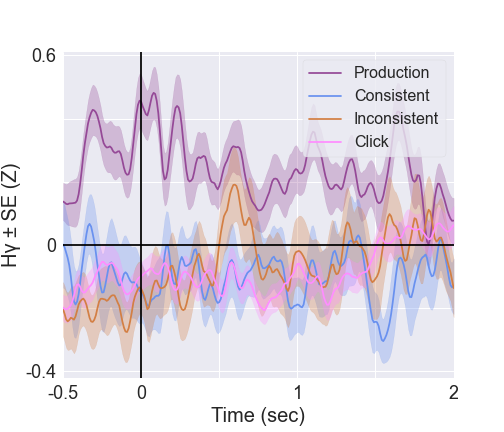 0.6
Production
Consistent
Inconsistent
Click
Hγ ± SE (Z)
0
-0.4
-0.5 0 1 2
Time (sec)